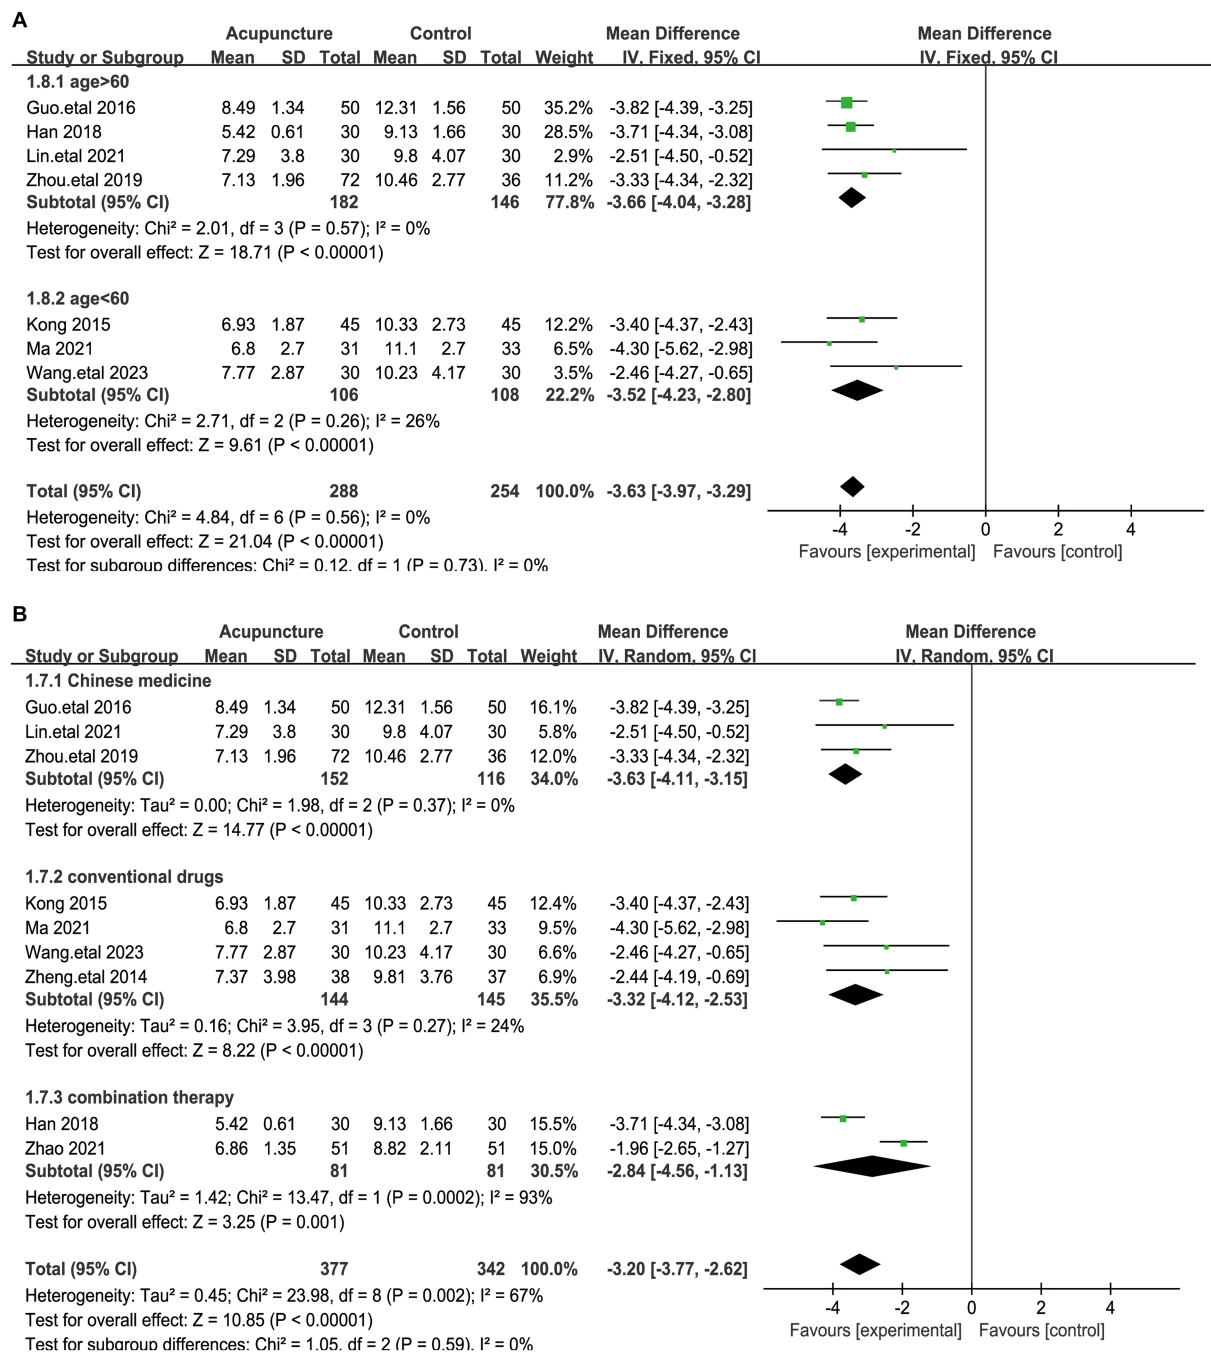 A
Acupuncture Control Mean Difference Mean Difference
Study or Subgroup Mean SD Total Mean SD Total Weight IV, Fixed, 95% CI IV, Fixed, 95% CI
1.8.1 age>60
Guo.etal 2016 8.49 1.34 50 12.31 1.56 50 35.2% -3.82 [-4.39, -3.25]
Han 2018 5.42 0.61 30 9.13 1.66 30 28.5% -3.71 [-4.34, -3.08]
Lin.etal 2021 7.29 3.8 30 9.8 4.07 30 2.9% -2.51 [-4.50, -0.52]
Zhou.etal 2019 7.13 1.96 72 10.46 2.77 36 11.2% -3.33 [-4.34, -2.32]
Subtotal (95% CI) 182 146 77.8% -3.66 [-4.04, -3.28]
Heterogeneity: Chi² = 2.01, df = 3 (P = 0.57); I² = 0%
Test for overall effect: Z = 18.71 (P < 0.00001)
1.8.2 age<60
Kong 2015 6.93 1.87 45 10.33 2.73 45 12.2% -3.40 [-4.37, -2.43]
Ma 2021 6.8 2.7 31 11.1 2.7 33 6.5% -4.30 [-5.62, -2.98]
Wang.etal 2023 7.77 2.87 30 10.23 4.17 30 3.5% -2.46 [-4.27, -0.65]
Subtotal (95% CI) 106 108 22.2% -3.52 [-4.23, -2.80]
Heterogeneity: Chi² = 2.71, df = 2 (P = 0.26); I² = 26%
Test for overall effect: Z = 9.61 (P < 0.00001)
Total (95% CI) 288 254 100.0% -3.63 [-3.97, -3.29]
Heterogeneity: Chi² = 4.84, df = 6 (P = 0.56); I² = 0%
Test for overall effect: Z = 21.04 (P < 0.00001)
Test for subgroup differences: Chi² = 0.12, df = 1 (P = 0.73), I² = 0%
-4 -2 0 2 4
Favours [experimental] Favours [control]
B
Acupuncture Control Mean Difference Mean Difference
Study or Subgroup Mean SD Total Mean SD Total Weight IV, Random, 95% CI IV, Random, 95% CI
1.7.1 Chinese medicine
Guo.etal 2016 8.49 1.34 50 12.31 1.56 50 16.1% -3.82 [-4.39, -3.25]
Lin.etal 2021 7.29 3.8 30 9.8 4.07 30 5.8% -2.51 [-4.50, -0.52]
Zhou.etal 2019 7.13 1.96 72 10.46 2.77 36 12.0% -3.33 [-4.34, -2.32]
Subtotal (95% CI) 152 116 34.0% -3.63 [-4.11, -3.15]
Heterogeneity: Tau² = 0.00; Chi² = 1.98, df = 2 (P = 0.37); I² = 0%
Test for overall effect: Z = 14.77 (P < 0.00001)
1.7.2 conventional drugs
Kong 2015 6.93 1.87 45 10.33 2.73 45 12.4% -3.40 [-4.37, -2.43]
Ma 2021 6.8 2.7 31 11.1 2.7 33 9.5% -4.30 [-5.62, -2.98]
Wang.etal 2023 7.77 2.87 30 10.23 4.17 30 6.6% -2.46 [-4.27, -0.65]
Zheng.etal 2014 7.37 3.98 38 9.81 3.76 37 6.9% -2.44 [-4.19, -0.69]
Subtotal (95% CI) 144 145 35.5% -3.32 [-4.12, -2.53]
Heterogeneity: Tau² = 0.16; Chi² = 3.95, df = 3 (P = 0.27); I² = 24%
Test for overall effect: Z = 8.22 (P < 0.00001)
1.7.3 combination therapy
Han 2018 5.42 0.61 30 9.13 1.66 30 15.5% -3.71 [-4.34, -3.08]
Zhao 2021 6.86 1.35 51 8.82 2.11 51 15.0% -1.96 [-2.65, -1.27]
Subtotal (95% CI) 81 81 30.5% -2.84 [-4.56, -1.13]
Heterogeneity: Tau² = 1.42; Chi² = 13.47, df = 1 (P = 0.0002); I² = 93%
Test for overall effect: Z = 3.25 (P = 0.001)
Total (95% CI) 377 342 100.0% -3.20 [-3.77, -2.62]
Heterogeneity: Tau² = 0.45; Chi² = 23.98, df = 8 (P = 0.002); I² = 67%
Test for overall effect: Z = 10.85 (P < 0.00001)
Test for subgroup differences: Chi² = 1.05, df = 2 (P = 0.59), I² = 0%
-4 -2 0 2 4
Favours [experimental] Favours [control]